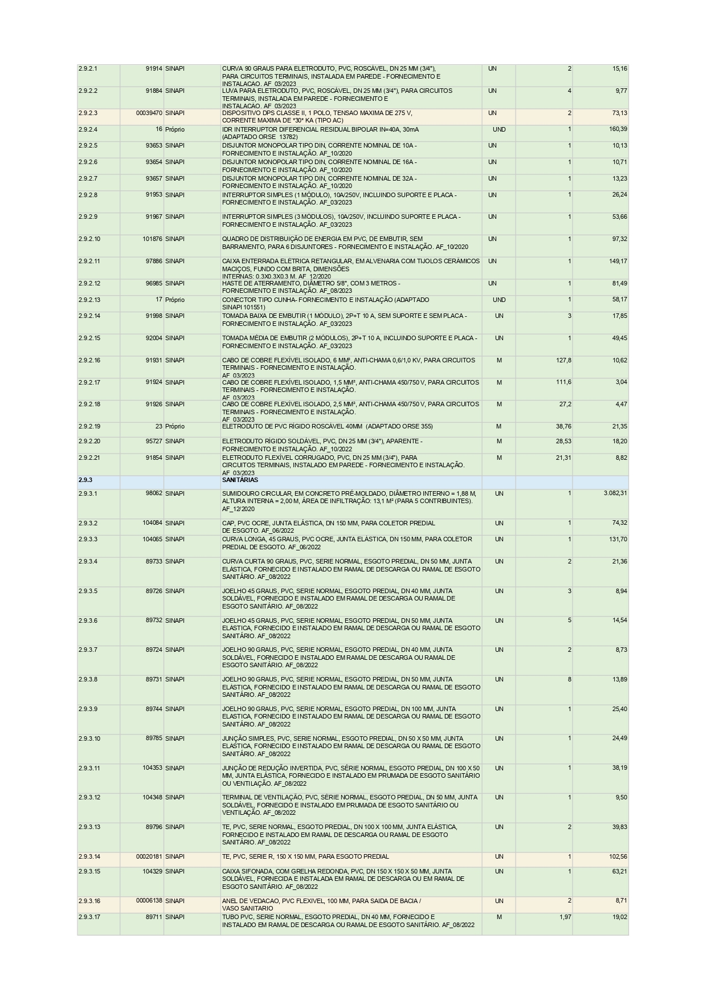 2.9.2.1 91914 SINAPI CURVA 90 GRAUS PARA ELETRODUTO, PVC, ROSCÁVEL, DN 25 MM (3/4"), UN 2 15,16
PARA CIRCUITOS TERMINAIS, INSTALADA EM PAREDE - FORNECIMENTO E
INSTALAÇÃO. AF_03/2023
2.9.2.2 91884 SINAPI LUVA PARA ELETRODUTO, PVC, ROSCÁVEL, DN 25 MM (3/4"), PARA CIRCUITOS UN 4 9,77
TERMINAIS, INSTALADA EM PAREDE - FORNECIMENTO E
INSTALAÇÃO. AF_03/2023
2.9.2.3 00039470 SINAPI DISPOSITIVO DPS CLASSE II, 1 POLO, TENSAO MAXIMA DE 275 V, UN 2 73,13
CORRENTE MAXIMA DE *30* KA (TIPO AC)
2.9.2.4 16 Próprio IDR INTERRUPTOR DIFERENCIAL RESIDUAL BIPOLAR IN=40A, 30mA UND 1 160,39
(ADAPTADO ORSE 13782)
2.9.2.5 93653 SINAPI DISJUNTOR MONOPOLAR TIPO DIN, CORRENTE NOMINAL DE 10A - UN 1 10,13
FORNECIMENTO E INSTALAÇÃO. AF_10/2020
2.9.2.6 93654 SINAPI DISJUNTOR MONOPOLAR TIPO DIN, CORRENTE NOMINAL DE 16A - UN 1 10,71
FORNECIMENTO E INSTALAÇÃO. AF_10/2020
2.9.2.7 93657 SINAPI DISJUNTOR MONOPOLAR TIPO DIN, CORRENTE NOMINAL DE 32A - UN 1 13,23
FORNECIMENTO E INSTALAÇÃO. AF_10/2020
2.9.2.8 91953 SINAPI INTERRUPTOR SIMPLES (1 MÓDULO), 10A/250V, INCLUINDO SUPORTE E PLACA - UN 1 26,24
FORNECIMENTO E INSTALAÇÃO. AF_03/2023
2.9.2.9 91967 SINAPI INTERRUPTOR SIMPLES (3 MÓDULOS), 10A/250V, INCLUINDO SUPORTE E PLACA - UN 1 53,66
FORNECIMENTO E INSTALAÇÃO. AF_03/2023
2.9.2.10 101876 SINAPI QUADRO DE DISTRIBUIÇÃO DE ENERGIA EM PVC, DE EMBUTIR, SEM UN 1 97,32
BARRAMENTO, PARA 6 DISJUNTORES - FORNECIMENTO E INSTALAÇÃO. AF_10/2020
2.9.2.11 97886 SINAPI CAIXA ENTERRADA ELÉTRICA RETANGULAR, EM ALVENARIA COM TIJOLOS CERÂMICOS UN 1 149,17
MACIÇOS, FUNDO COM BRITA, DIMENSÕES
INTERNAS: 0.3X0.3X0.3 M. AF_12/2020
2.9.2.12 96985 SINAPI HASTE DE ATERRAMENTO, DIÂMETRO 5/8", COM 3 METROS - UN 1 81,49
FORNECIMENTO E INSTALAÇÃO. AF_08/2023
2.9.2.13 17 Próprio CONECTOR TIPO CUNHA- FORNECIMENTO E INSTALAÇÃO (ADAPTADO UND 1 58,17
SINAPI 101551)
2.9.2.14 91998 SINAPI TOMADA BAIXA DE EMBUTIR (1 MÓDULO), 2P+T 10 A, SEM SUPORTE E SEM PLACA - UN 3 17,85
FORNECIMENTO E INSTALAÇÃO. AF_03/2023
2.9.2.15 92004 SINAPI TOMADA MÉDIA DE EMBUTIR (2 MÓDULOS), 2P+T 10 A, INCLUINDO SUPORTE E PLACA - UN 1 49,45
FORNECIMENTO E INSTALAÇÃO. AF_03/2023
2.9.2.16 91931 SINAPI CABO DE COBRE FLEXÍVEL ISOLADO, 6 MM², ANTI-CHAMA 0,6/1,0 KV, PARA CIRCUITOS M 127,8 10,62
TERMINAIS - FORNECIMENTO E INSTALAÇÃO.
AF_03/2023
2.9.2.17 91924 SINAPI CABO DE COBRE FLEXÍVEL ISOLADO, 1,5 MM², ANTI-CHAMA 450/750 V, PARA CIRCUITOS M 111,6 3,04
TERMINAIS - FORNECIMENTO E INSTALAÇÃO.
AF_03/2023
2.9.2.18 91926 SINAPI CABO DE COBRE FLEXÍVEL ISOLADO, 2,5 MM², ANTI-CHAMA 450/750 V, PARA CIRCUITOS M 27,2 4,47
TERMINAIS - FORNECIMENTO E INSTALAÇÃO.
AF_03/2023
2.9.2.19 23 Próprio ELETRODUTO DE PVC RÍGIDO ROSCÁVEL 40MM (ADAPTADO ORSE 355) M 38,76 21,35
2.9.2.20 95727 SINAPI ELETRODUTO RÍGIDO SOLDÁVEL, PVC, DN 25 MM (3/4"), APARENTE - M 28,53 18,20
FORNECIMENTO E INSTALAÇÃO. AF_10/2022
2.9.2.21 91854 SINAPI ELETRODUTO FLEXÍVEL CORRUGADO, PVC, DN 25 MM (3/4"), PARA M 21,31 8,82
CIRCUITOS TERMINAIS, INSTALADO EM PAREDE - FORNECIMENTO E INSTALAÇÃO.
AF_03/2023
2.9.3 SANITÁRIAS
2.9.3.1 98062 SINAPI SUMIDOURO CIRCULAR, EM CONCRETO PRÉ-MOLDADO, DIÂMETRO INTERNO = 1,88 M, UN 1 3.082,31
ALTURA INTERNA = 2,00 M, ÁREA DE INFILTRAÇÃO: 13,1 M² (PARA 5 CONTRIBUINTES).
AF_12/2020
2.9.3.2 104084 SINAPI CAP, PVC OCRE, JUNTA ELÁSTICA, DN 150 MM, PARA COLETOR PREDIAL UN 1 74,32
DE ESGOTO. AF_06/2022
2.9.3.3 104065 SINAPI CURVA LONGA, 45 GRAUS, PVC OCRE, JUNTA ELÁSTICA, DN 150 MM, PARA COLETOR UN 1 131,70
PREDIAL DE ESGOTO. AF_06/2022
2.9.3.4 89733 SINAPI CURVA CURTA 90 GRAUS, PVC, SERIE NORMAL, ESGOTO PREDIAL, DN 50 MM, JUNTA UN 2 21,36
ELÁSTICA, FORNECIDO E INSTALADO EM RAMAL DE DESCARGA OU RAMAL DE ESGOTO
SANITÁRIO. AF_08/2022
2.9.3.5 89726 SINAPI JOELHO 45 GRAUS, PVC, SERIE NORMAL, ESGOTO PREDIAL, DN 40 MM, JUNTA UN 3 8,94
SOLDÁVEL, FORNECIDO E INSTALADO EM RAMAL DE DESCARGA OU RAMAL DE
ESGOTO SANITÁRIO. AF_08/2022
2.9.3.6 89732 SINAPI JOELHO 45 GRAUS, PVC, SERIE NORMAL, ESGOTO PREDIAL, DN 50 MM, JUNTA UN 5 14,54
ELÁSTICA, FORNECIDO E INSTALADO EM RAMAL DE DESCARGA OU RAMAL DE ESGOTO
SANITÁRIO. AF_08/2022
2.9.3.7 89724 SINAPI JOELHO 90 GRAUS, PVC, SERIE NORMAL, ESGOTO PREDIAL, DN 40 MM, JUNTA UN 2 8,73
SOLDÁVEL, FORNECIDO E INSTALADO EM RAMAL DE DESCARGA OU RAMAL DE
ESGOTO SANITÁRIO. AF_08/2022
2.9.3.8 89731 SINAPI JOELHO 90 GRAUS, PVC, SERIE NORMAL, ESGOTO PREDIAL, DN 50 MM, JUNTA UN 8 13,89
ELÁSTICA, FORNECIDO E INSTALADO EM RAMAL DE DESCARGA OU RAMAL DE ESGOTO
SANITÁRIO. AF_08/2022
2.9.3.9 89744 SINAPI JOELHO 90 GRAUS, PVC, SERIE NORMAL, ESGOTO PREDIAL, DN 100 MM, JUNTA UN 1 25,40
ELASTICA, FORNECIDO E INSTALADO EM RAMAL DE DESCARGA OU RAMAL DE ESGOTO
SANITÁRIO. AF_08/2022
2.9.3.10 89785 SINAPI JUNÇÃO SIMPLES, PVC, SERIE NORMAL, ESGOTO PREDIAL, DN 50 X 50 MM, JUNTA UN 1 24,49
ELÁSTICA, FORNECIDO E INSTALADO EM RAMAL DE DESCARGA OU RAMAL DE ESGOTO
SANITÁRIO. AF_08/2022
2.9.3.11 104353 SINAPI JUNÇÃO DE REDUÇÃO INVERTIDA, PVC, SÉRIE NORMAL, ESGOTO PREDIAL, DN 100 X 50 UN 1 38,19
MM, JUNTA ELÁSTICA, FORNECIDO E INSTALADO EM PRUMADA DE ESGOTO SANITÁRIO
OU VENTILAÇÃO. AF_08/2022
2.9.3.12 104348 SINAPI TERMINAL DE VENTILAÇÃO, PVC, SÉRIE NORMAL, ESGOTO PREDIAL, DN 50 MM, JUNTA UN 1 9,50
SOLDÁVEL, FORNECIDO E INSTALADO EM PRUMADA DE ESGOTO SANITÁRIO OU
VENTILAÇÃO. AF_08/2022
2.9.3.13 89796 SINAPI TE, PVC, SERIE NORMAL, ESGOTO PREDIAL, DN 100 X 100 MM, JUNTA ELÁSTICA, UN 2 39,83
FORNECIDO E INSTALADO EM RAMAL DE DESCARGA OU RAMAL DE ESGOTO
SANITÁRIO. AF_08/2022
2.9.3.14 00020181 SINAPI TE, PVC, SERIE R, 150 X 150 MM, PARA ESGOTO PREDIAL UN 1 102,56
2.9.3.15 104329 SINAPI CAIXA SIFONADA, COM GRELHA REDONDA, PVC, DN 150 X 150 X 50 MM, JUNTA UN 1 63,21
SOLDÁVEL, FORNECIDA E INSTALADA EM RAMAL DE DESCARGA OU EM RAMAL DE
ESGOTO SANITÁRIO. AF_08/2022
2.9.3.16 00006138 SINAPI ANEL DE VEDACAO, PVC FLEXIVEL, 100 MM, PARA SAIDA DE BACIA / UN 2 8,71
VASO SANITARIO
2.9.3.17 89711 SINAPI TUBO PVC, SERIE NORMAL, ESGOTO PREDIAL, DN 40 MM, FORNECIDO E M 1,97 19,02
INSTALADO EM RAMAL DE DESCARGA OU RAMAL DE ESGOTO SANITÁRIO. AF_08/2022